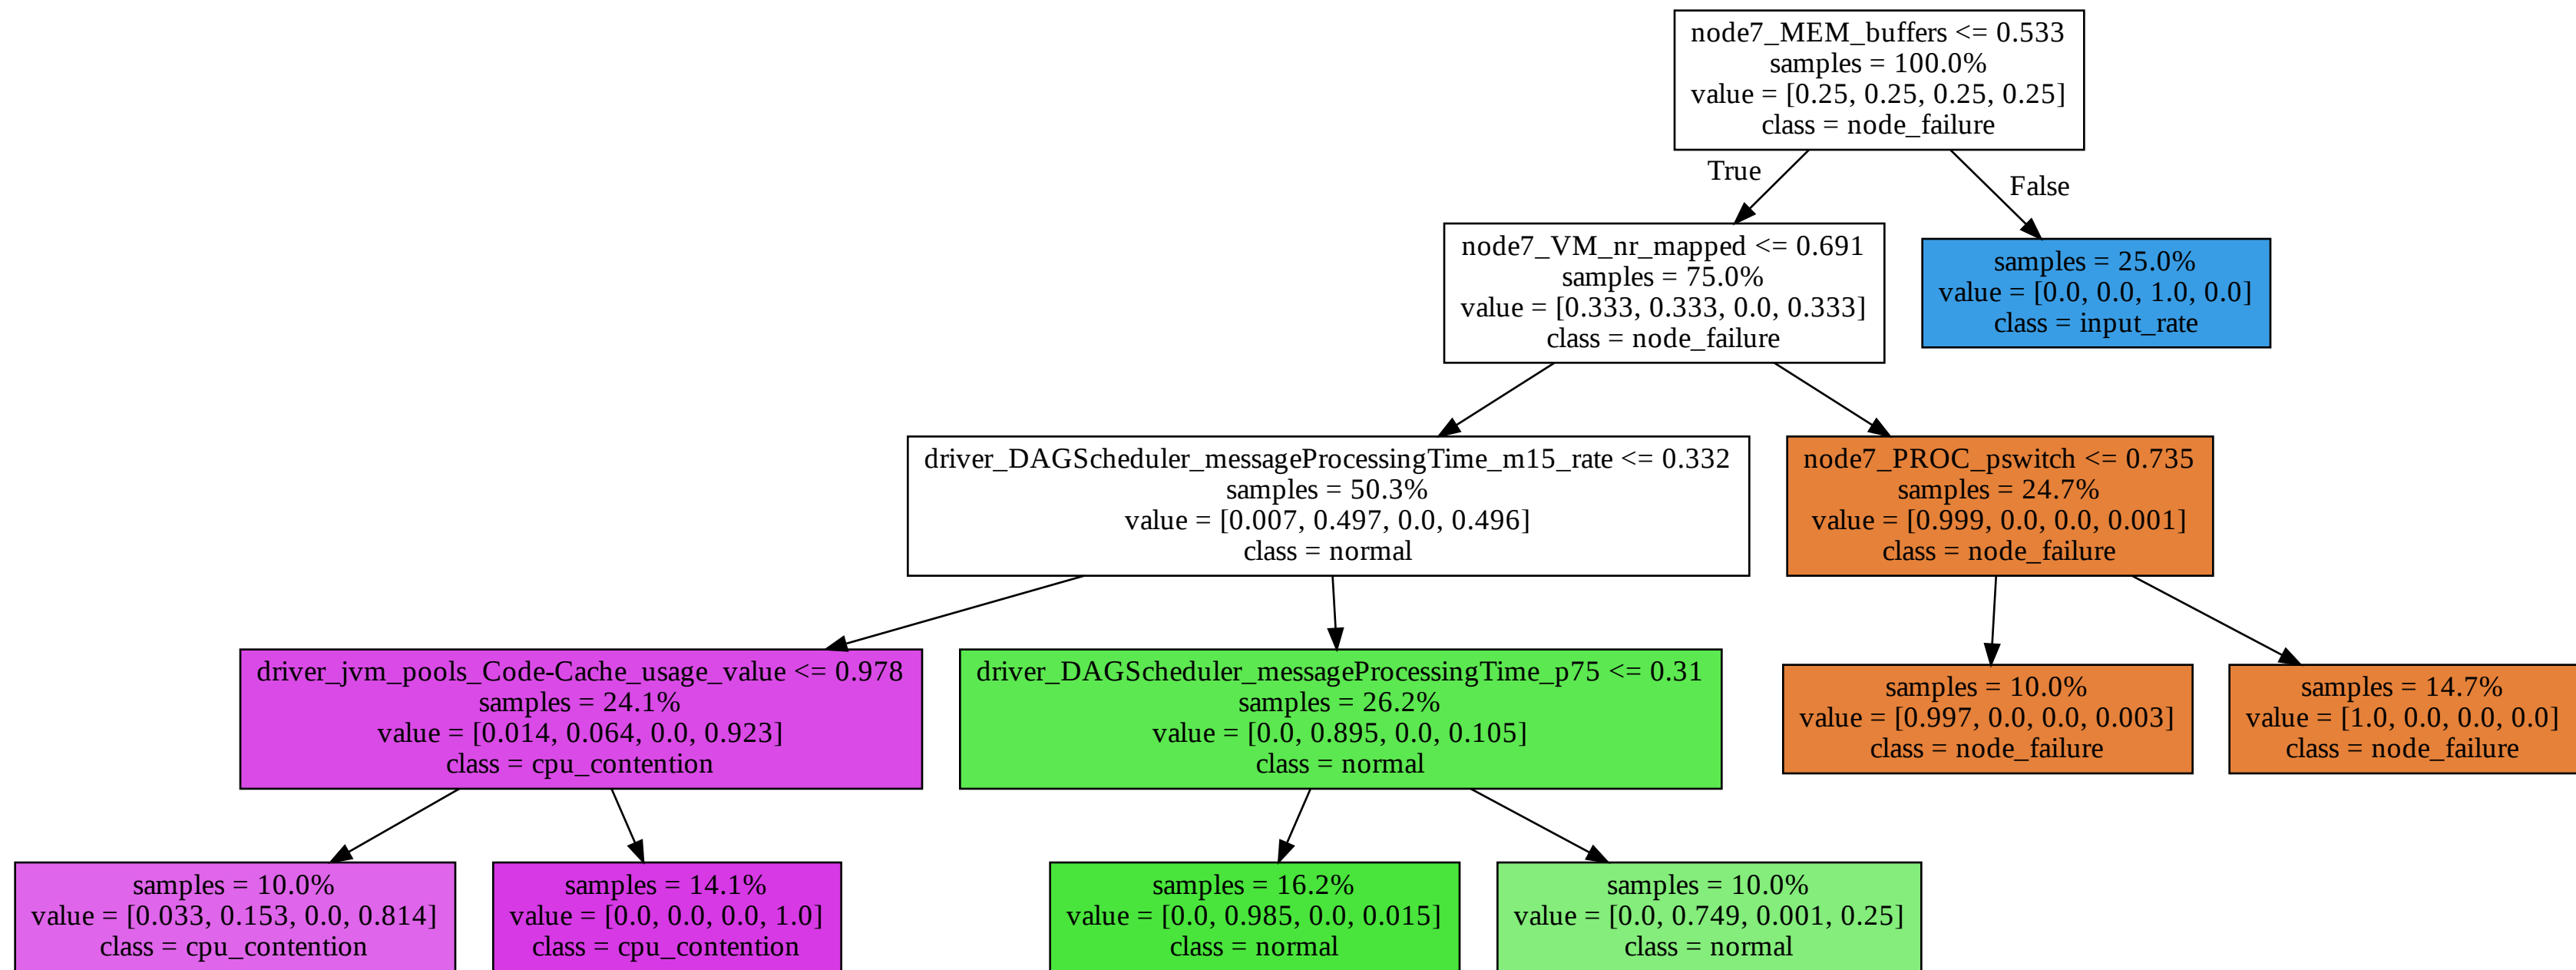 node7_MEM_buffers <= 0.533
samples = 100.0%
value = [0.25, 0.25, 0.25, 0.25]
class = node_failure
True
False
node7_VM_nr_mapped <= 0.691
samples = 75.0%
value = [0.333, 0.333, 0.0, 0.333]
class = node_failure
samples = 25.0%
value = [0.0, 0.0, 1.0, 0.0]
class = input_rate
driver_DAGScheduler_messageProcessingTime_m15_rate <= 0.332
samples = 50.3%
value = [0.007, 0.497, 0.0, 0.496]
class = normal
node7_PROC_pswitch <= 0.735
samples = 24.7%
value = [0.999, 0.0, 0.0, 0.001]
class = node_failure
driver_jvm_pools_Code-Cache_usage_value <= 0.978
samples = 24.1%
value = [0.014, 0.064, 0.0, 0.923]
class = cpu_contention
driver_DAGScheduler_messageProcessingTime_p75 <= 0.31
samples = 26.2%
value = [0.0, 0.895, 0.0, 0.105]
class = normal
samples = 10.0%
value = [0.997, 0.0, 0.0, 0.003]
class = node_failure
samples = 14.7%
value = [1.0, 0.0, 0.0, 0.0]
class = node_failure
samples = 10.0%
value = [0.033, 0.153, 0.0, 0.814]
class = cpu_contention
samples = 14.1%
value = [0.0, 0.0, 0.0, 1.0]
class = cpu_contention
samples = 16.2%
value = [0.0, 0.985, 0.0, 0.015]
class = normal
samples = 10.0%
value = [0.0, 0.749, 0.001, 0.25]
class = normal